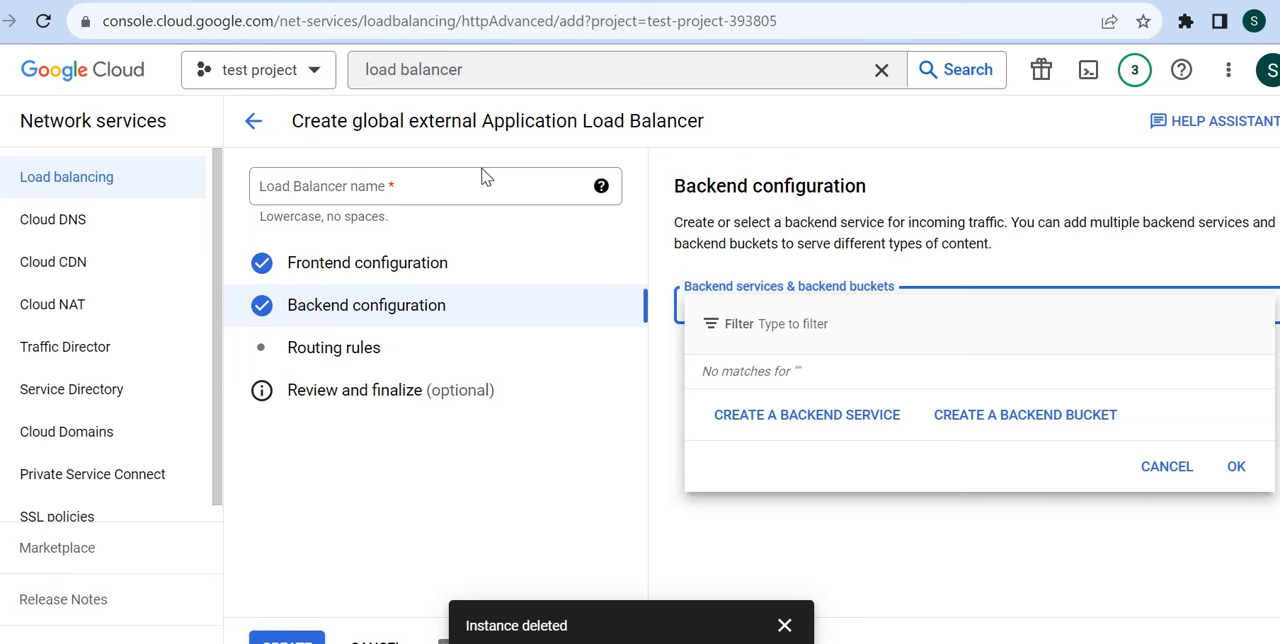 console.cloud.google.com/net-services/loadbalancing/httpAdvanced/add?project=test-project-393805
S
Google Cloud
test project
load balancer
Search
3
S
Network services
Create global external Application Load Balancer
HELP ASSISTANT
Load balancing
Cloud DNS
Cloud CDN
Cloud NAT
Traffic Director
Service Directory
Cloud Domains
Private Service Connect
SSL policies
Marketplace
Release Notes
Load Balancer name *
Lowercase, no spaces.
Frontend configuration
Backend configuration
Routing rules
Review and finalize (optional)
CREATE
CANCEL
Backend configuration
Create or select a backend service for incoming traffic. You can add multiple backend services and
backend buckets to serve different types of content.
Backend services & backend buckets
Filter Type to filter
No matches for ""
CREATE A BACKEND SERVICE
CREATE A BACKEND BUCKET
CANCEL
OK
Instance deleted